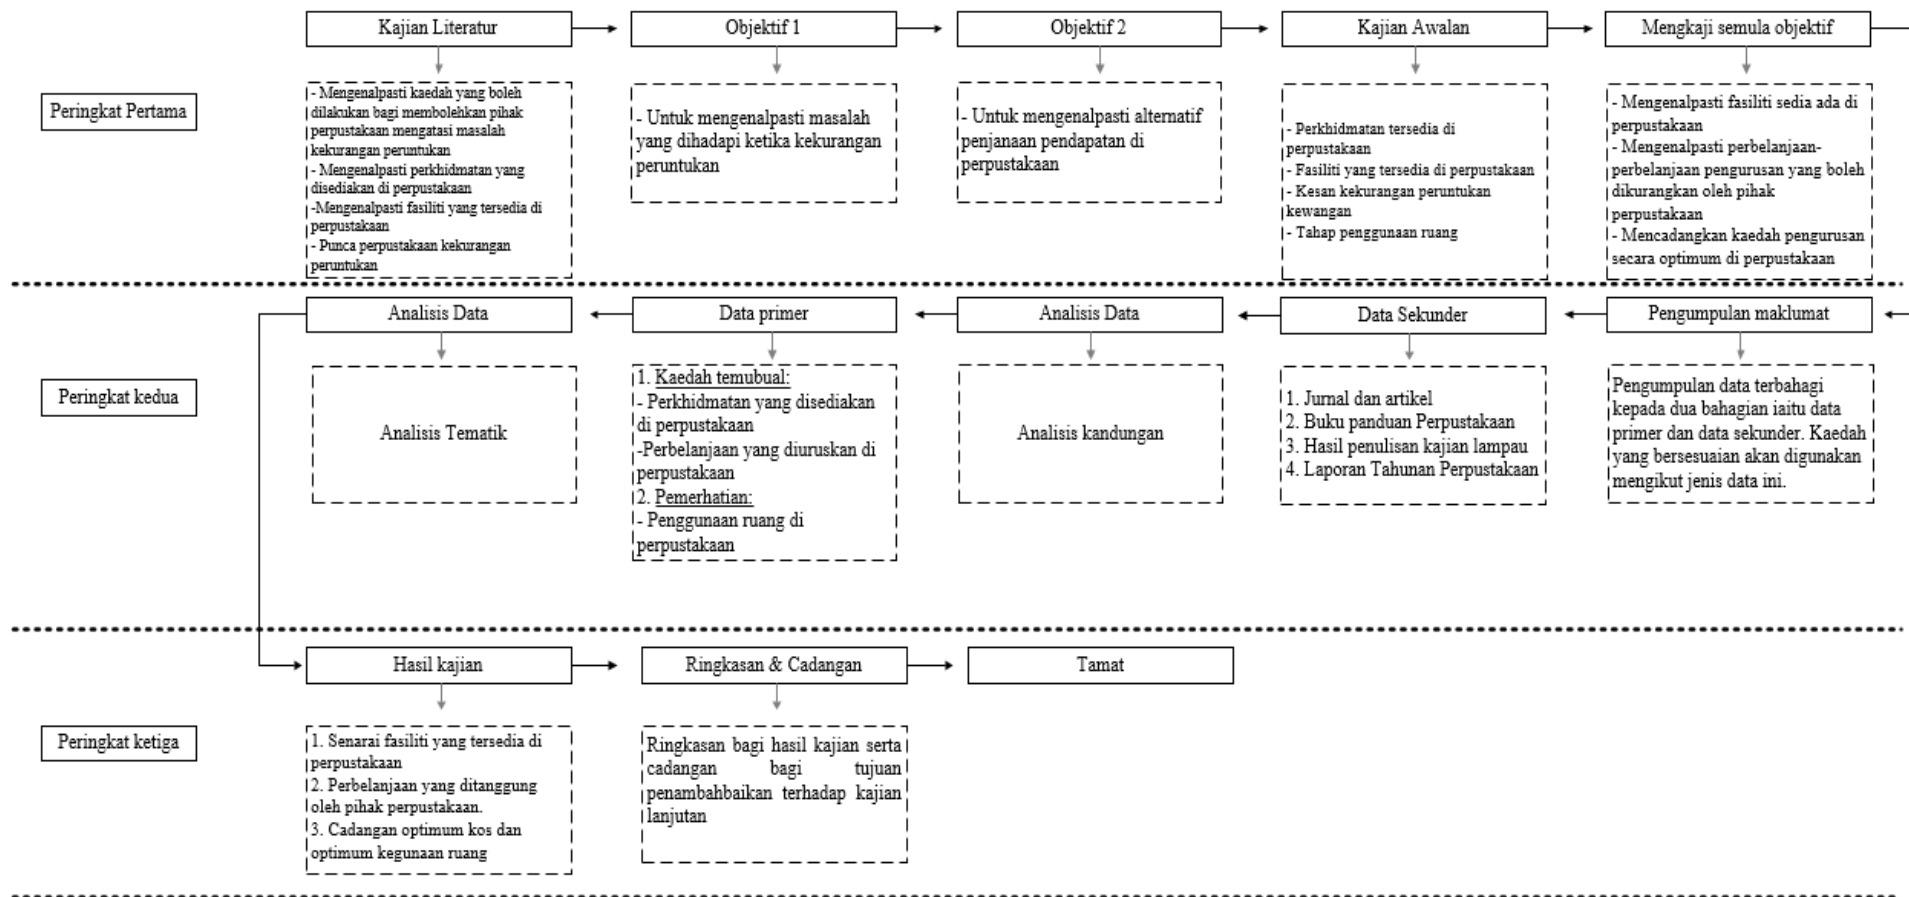 Kajian Literatur
Objektif 1
Objektif 2
Kajian Awalan
Mengkaji semula objektif
Peringkat Pertama
- Mengenalpasti kaedah yang boleh
dilakukan bagi membolehkan pihak
perpustakaan mengatasi masalah
kekurangan peruntukan
- Mengenalpasti perkhidmatan yang
disediakan di perpustakaan
-Mengenalpasti fasiliti yang tersedia di
perpustakaan
- Punca perpustakaan kekurangan
peruntukan
- Untuk mengenalpasti masalah
yang dihadapi ketika kekurangan
peruntukan
- Untuk mengenalpasti alternatif
penjanaan pendapatan di
perpustakaan
- Perkhidmatan tersedia di
perpustakaan
- Fasiliti yang tersedia di perpustakaan
- Kesan kekurangan peruntukan
kewangan
- Tahap penggunaan ruang
- Mengenalpasti fasiliti sedia ada di
perpustakaan
- Mengenalpasti perbelanjaan-
perbelanjaan pengurusan yang boleh
dikurangkan oleh pihak
perpustakaan
- Mencadangkan kaedah pengurusan
secara optimum di perpustakaan
Analisis Data
Data primer
Analisis Data
Data Sekunder
Pengumpulan maklumat
Peringkat kedua
Analisis Tematik
1. Kaedah temubual:
- Perkhidmatan yang disediakan
di perpustakaan
-Perbelanjaan yang diuruskan di
perpustakaan
2. Pemerhatian:
- Penggunaan ruang di
perpustakaan
Analisis kandungan
1. Jurnal dan artikel
2. Buku panduan Perpustakaan
3. Hasil penulisan kajian lampau
4. Laporan Tahunan Perpustakaan
Pengumpulan data terbahagi
kepada dua bahagian iaitu data
primer dan data sekunder. Kaedah
yang bersesuaian akan digunakan
mengikut jenis data ini.
Hasil kajian
Ringkasan & Cadangan
Tamat
Peringkat ketiga
1. Senarai fasiliti yang tersedia di
perpustakaan
2. Perbelanjaan yang ditanggung
oleh pihak perpustakaan.
3. Cadangan optimum kos dan
optimum kegunaan ruang
Ringkasan bagi hasil kajian serta
cadangan bagi tujuan
penambahbaikan terhadap kajian
lanjutan